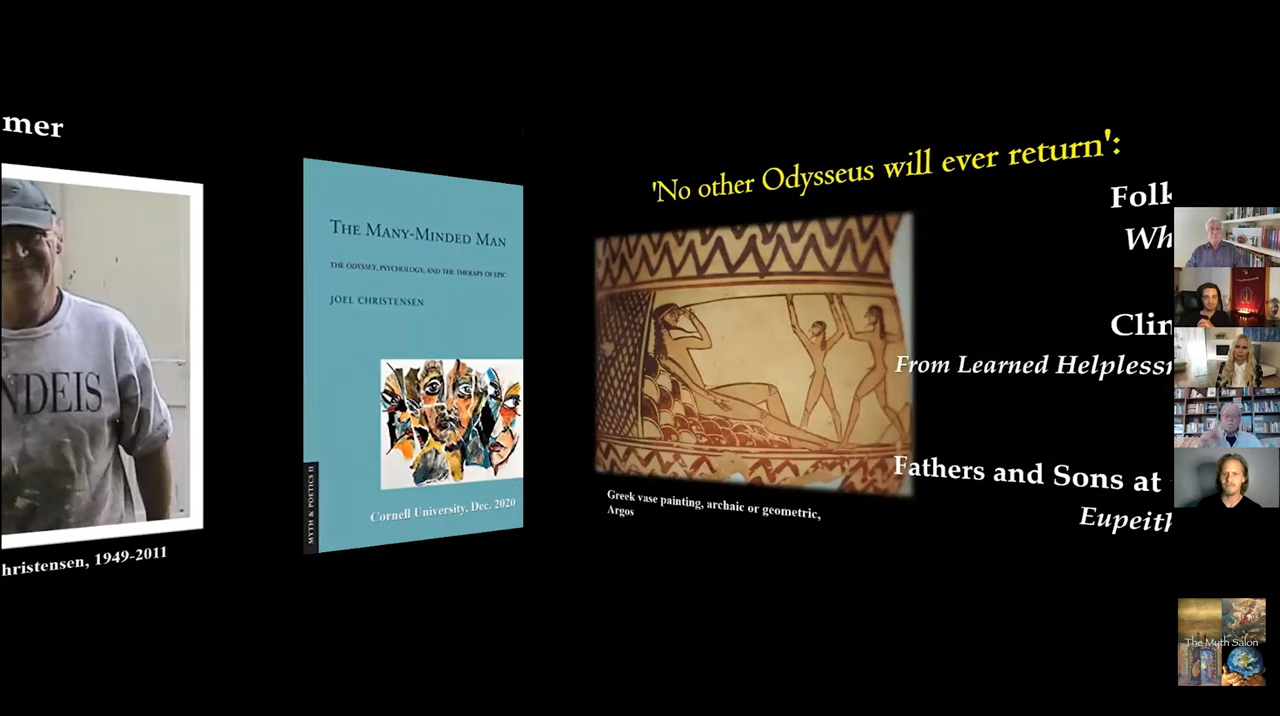 mer
NDEIS
hristensen, 1949-2011
THE MANY-MINDED MAN
THE ODYSSEY, PSYCHOLOGY, AND THE THERAPY OF EPIC
JOEL CHRISTENSEN
MYTH & POETICS II
Cornell University, Dec. 2020
'No other Odysseus will ever return':
Greek vase painting, archaic or geometric,
Argos
Folk
Wh
Clin
From Learned Helplessn
Fathers and Sons at
Eupeith
The Myth Salon